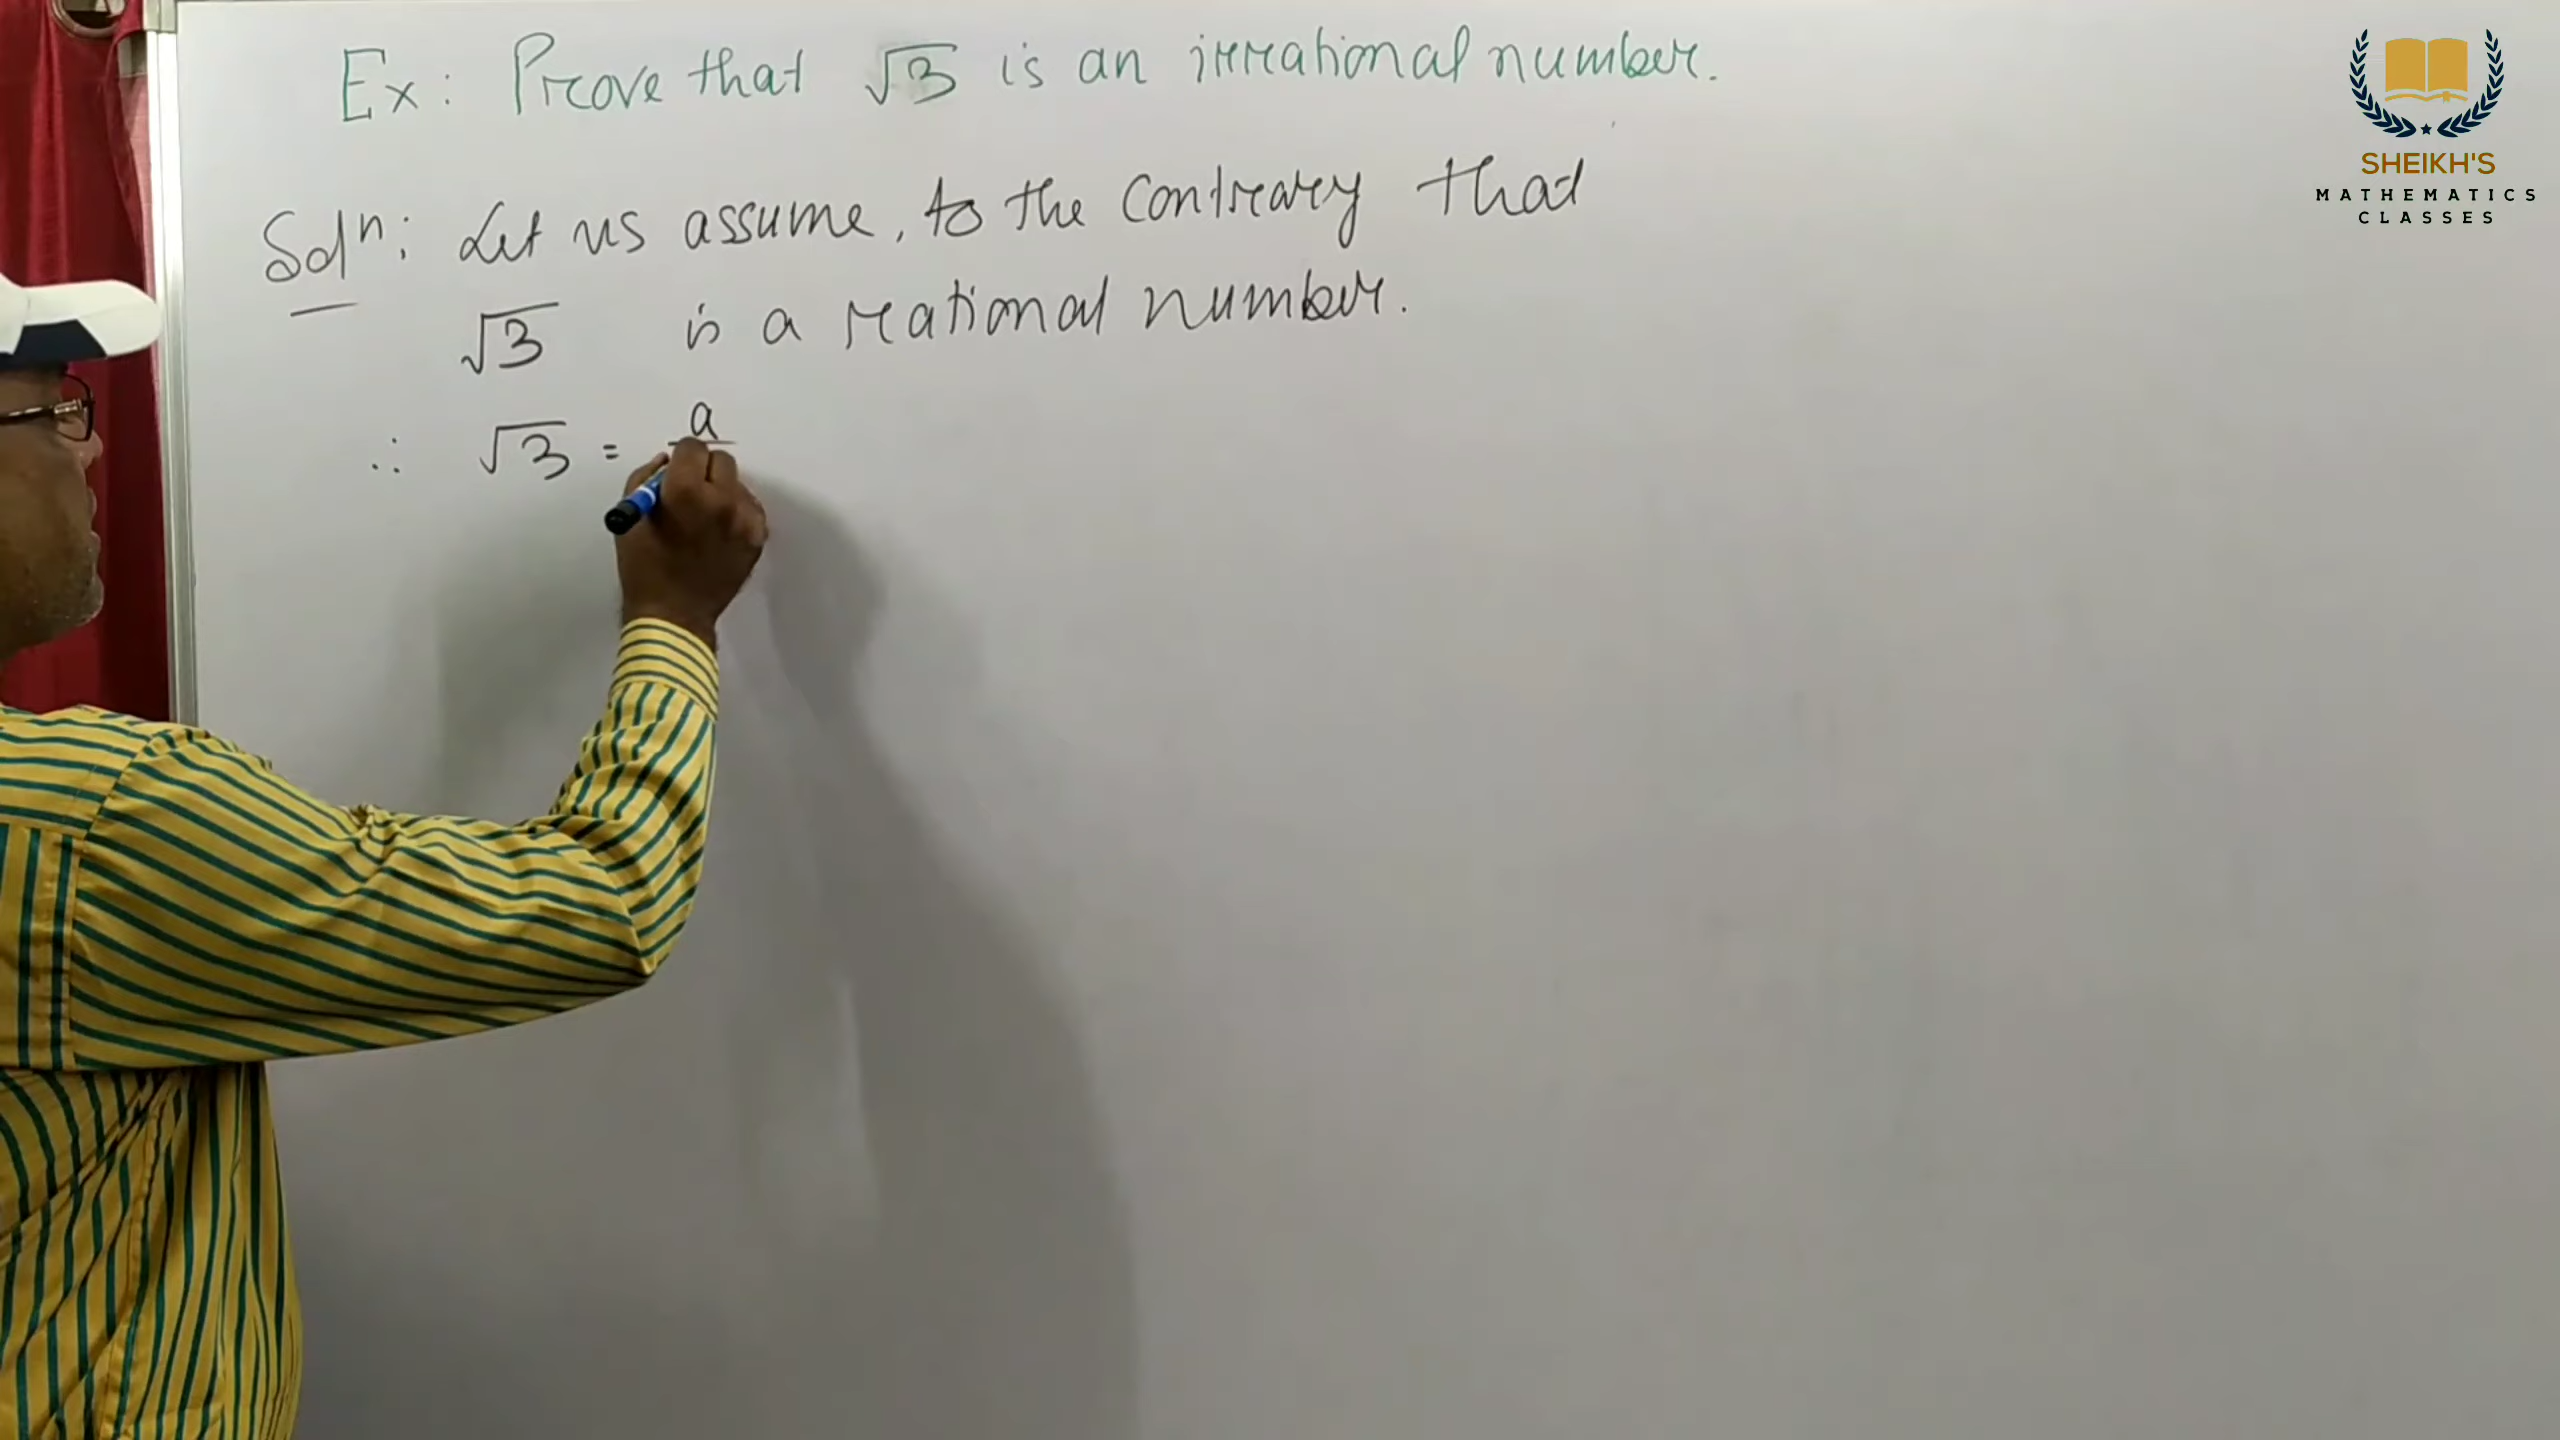 Ex: Prove that √3 is an irrational number.
SHEIKH'S
MATHEMATICS
CLASSES
Solⁿ: Let us assume, to the contrary that
√3 is a rational number.
∴ √3 = a